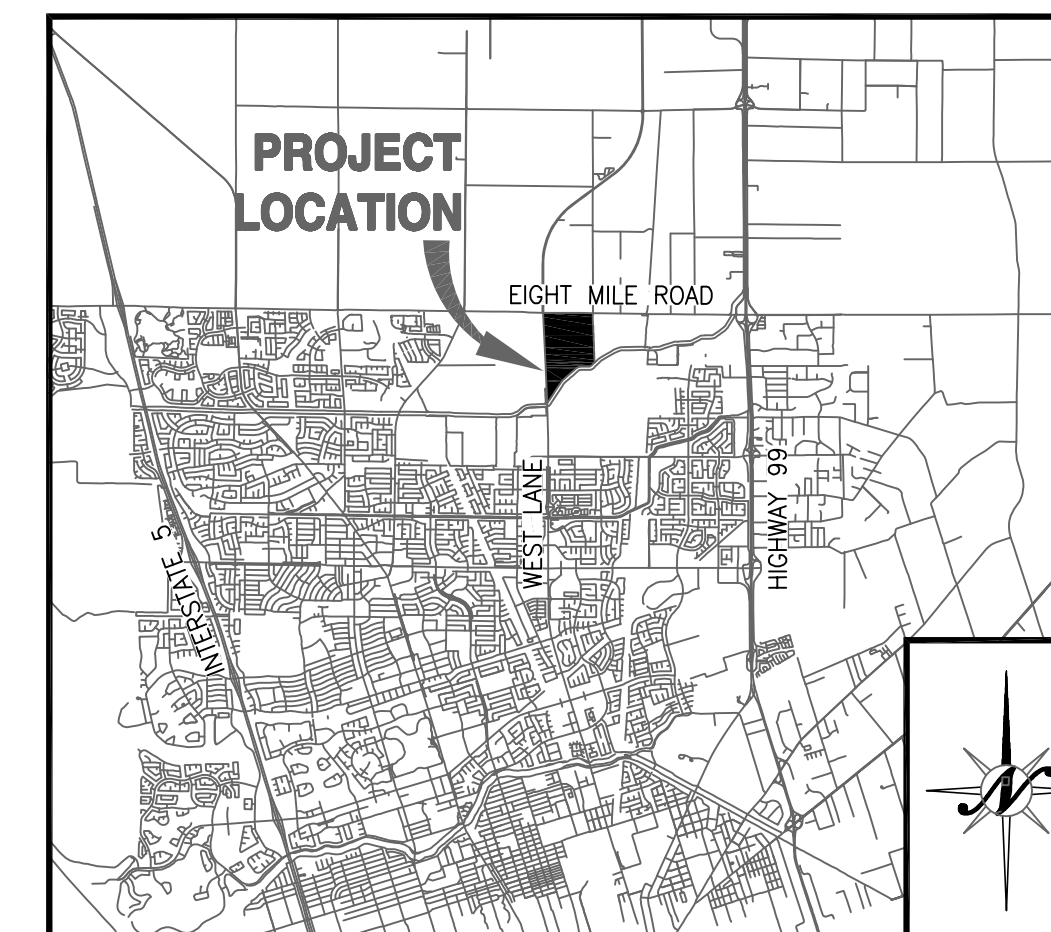 PROJECT
LOCATION
EIGHT MILE ROAD
WEST LANE
HIGHWAY 99
INTERSTATE 5
N